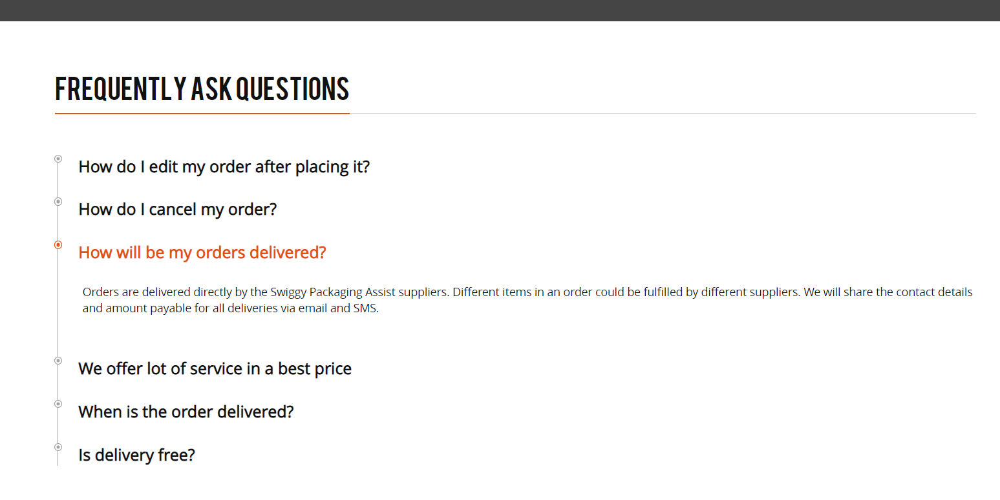 FREQUENTLY ASK QUESTIONS
How do I edit my order after placing it?
How do I cancel my order?
How will be my orders delivered?
Orders are delivered directly by the Swiggy Packaging Assist suppliers. Different items in an order could be fulfilled by different suppliers. We will share the contact details
and amount payable for all deliveries via email and SMS.
We offer lot of service in a best price
When is the order delivered?
Is delivery free?